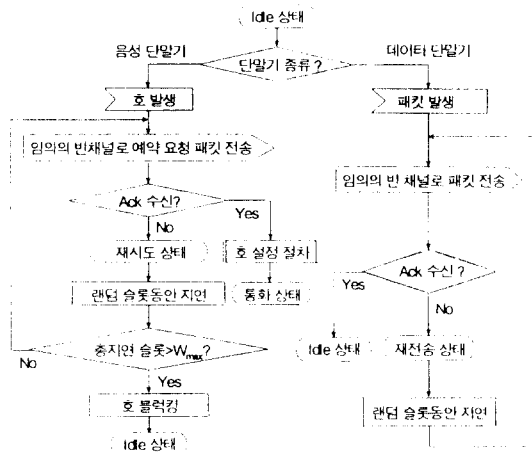 Idle 상태
음성 단말기
데이터 단말기
단말기 종류 ?
호 발생
패킷 발생
임의의 빈채널로 예약 요청 패킷 전송
임의의 빈 채널로 패킷 전송
Ack 수신?
Yes
No
재시도 상태
호 설정 절차
Ack 수신 ?
Yes
No
랜덤 슬롯동안 지연
통화 상태
총지연 슬롯>Wmax?
No
Yes
Idle 상태
재전송 상태
호 블럭킹
랜덤 슬롯동안 지연
Idle 상태